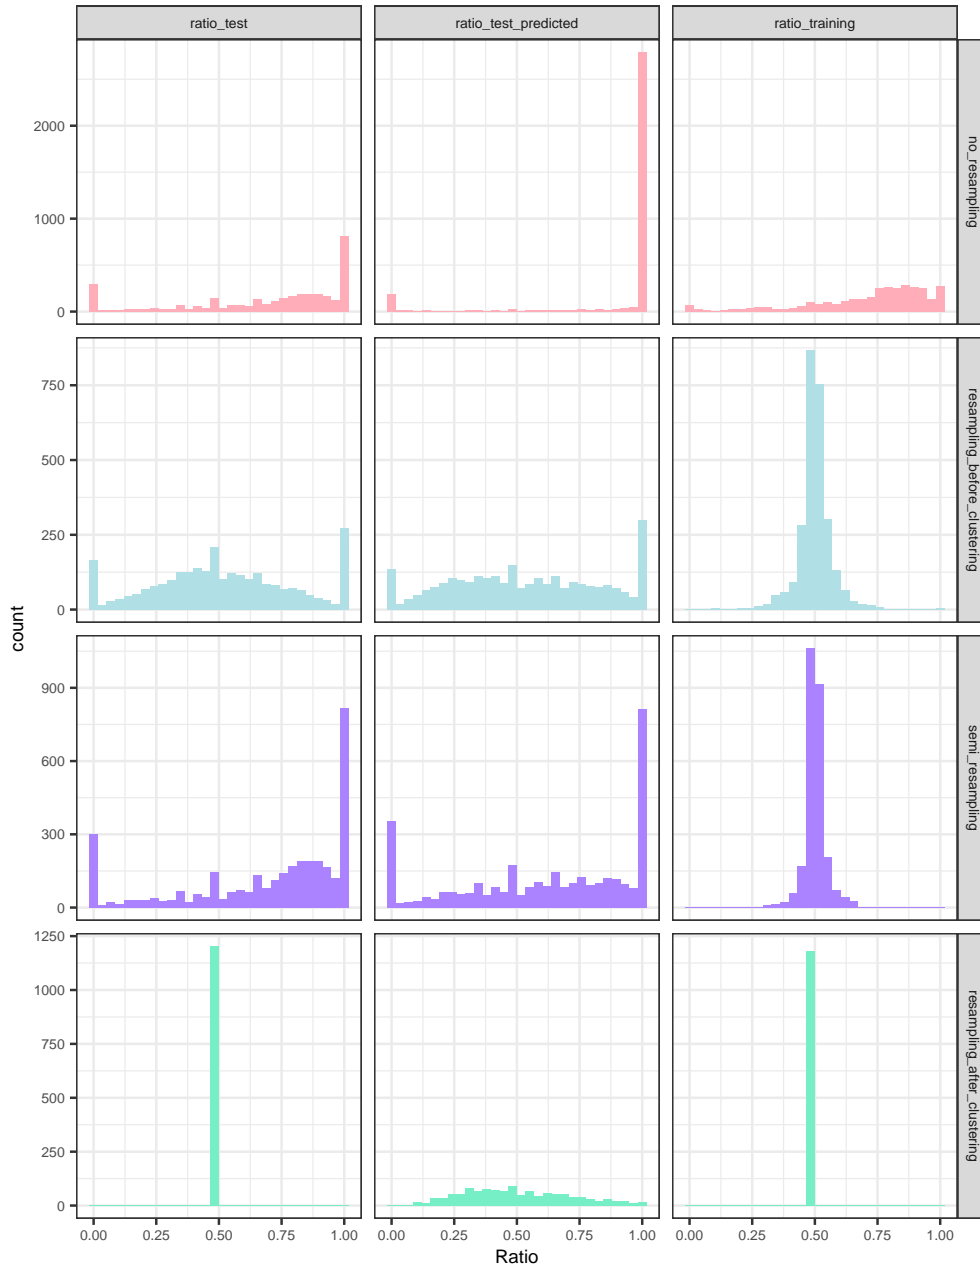 ratio_test ratio_test_predicted ratio_training
2000
1000
0
no_resampling
750
500
250
0
resampling_before_clustering
900
600
300
0
semi_resampling
1250
1000
750
500
250
0
resampling_after_clustering
count
0.00 0.25 0.50 0.75 1.00 0.00 0.25 0.50 0.75 1.00 0.00 0.25 0.50 0.75 1.00
Ratio